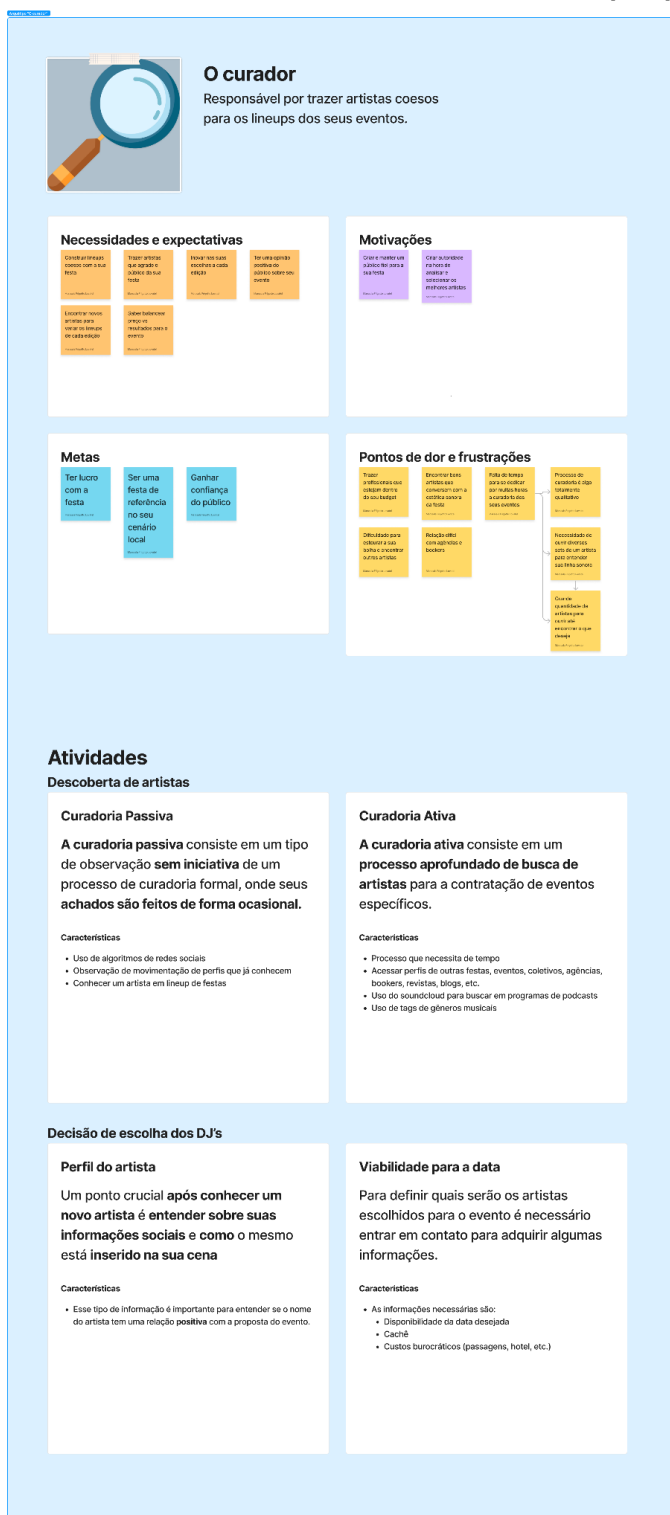 Arquétipo "O curador"
O curador
Responsável por trazer artistas coesos
para os lineups dos seus eventos.
Necessidades e expectativas
Construir lineups
coesos com a sua
festa
Trazer artistas
que agrade o
público da sua
festa
Inovar nas suas
escolhas a cada
edição
Ter uma opinião
positiva do
público sobre seu
evento
Encontrar novos
artistas para
variar os lineups
de cada edição
Saber balancear
preço vs
resultados para o
evento
Motivações
Criar e manter um
público fiel para a
sua festa
Criar autoridade
na hora de
analisar e
selecionar os
melhores artistas
Metas
Ter lucro
com a
festa
Ser uma
festa de
referência
no seu
cenário
local
Ganhar
confiança
do público
Pontos de dor e frustrações
Trazer
profissionais que
estejam dentro
do seu budget
Encontrar bons
artistas que
conversam com a
estética sonora
da festa
Falta de tempo
para se dedicar
por muitas horas
a curadoria dos
seus eventos
Processo de
curadoria é algo
totalmente
qualitativo
Dificuldade para
estourar a sua
bolha e encontrar
outros artistas
Relação difícil
com agências e
bookers
Necessidade de
ouvir diversos
sets de um artista
para entender
sua linha sonora
Grande
quantidade de
artistas para
ouvir até
encontrar o que
deseja
Atividades
Descoberta de artistas
Curadoria Passiva
A curadoria passiva consiste em um tipo
de observação sem iniciativa de um
processo de curadoria formal, onde seus
achados são feitos de forma ocasional.
Características
• Uso de algoritmos de redes sociais
• Observação de movimentação de perfis que já conhecem
• Conhecer um artista em lineup de festas
Curadoria Ativa
A curadoria ativa consiste em um
processo aprofundado de busca de
artistas para a contratação de eventos
específicos.
Características
• Processo que necessita de tempo
• Acessar perfis de outras festas, eventos, coletivos, agências,
bookers, revistas, blogs, etc.
• Uso do soundcloud para buscar em programas de podcasts
• Uso de tags de gêneros musicais
Decisão de escolha dos DJ's
Perfil do artista
Um ponto crucial após conhecer um
novo artista é entender sobre suas
informações sociais e como o mesmo
está inserido na sua cena
Características
• Esse tipo de informação é importante para entender se o nome
do artista tem uma relação positiva com a proposta do evento.
Viabilidade para a data
Para definir quais serão os artistas
escolhidos para o evento é necessário
entrar em contato para adquirir algumas
informações.
Características
• As informações necessárias são:
• Disponibilidade da data desejada
• Cachê
• Custos burocráticos (passagens, hotel, etc.)